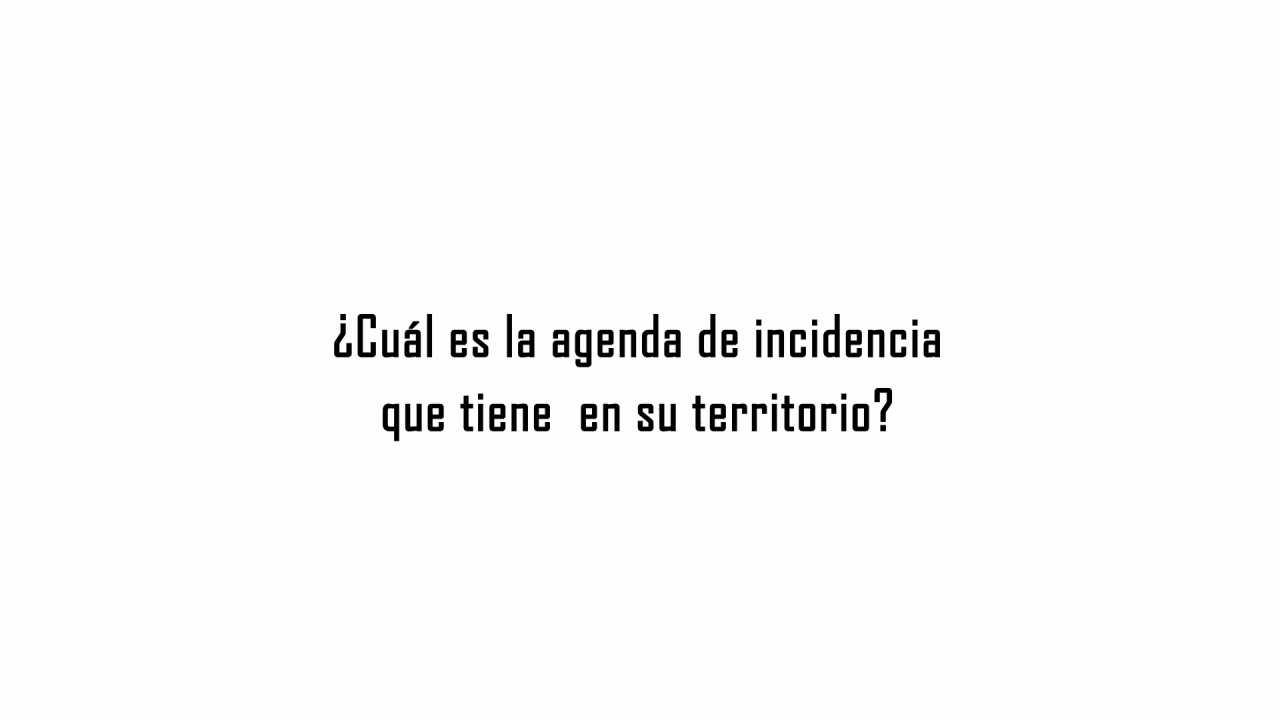 ¿Cuál es la agenda de incidencia
que tiene  en su territorio?